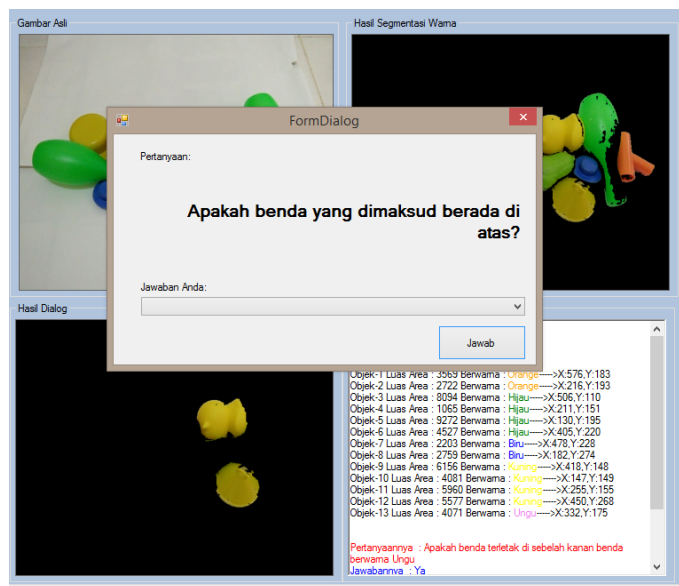 Gambar Asli
Hasil Segmentasi Warna
FormDialog
Pertanyaan:
Apakah benda yang dimaksud berada di
atas?
Jawaban Anda:
Jawab
Hasil Dialog
Objek-1 Luas Area : 3569 Berwarna : Orange----->X:576,Y:183
Objek-2 Luas Area : 2722 Berwarna : Orange----->X:216,Y:193
Objek-3 Luas Area : 8094 Berwarna : Hijau----->X:506,Y:110
Objek-4 Luas Area : 1065 Berwarna : Hijau----->X:211,Y:151
Objek-5 Luas Area : 9272 Berwarna : Hijau----->X:130,Y:195
Objek-6 Luas Area : 4527 Berwarna : Hijau----->X:405,Y:220
Objek-7 Luas Area : 2203 Berwarna : Biru----->X:478,Y:228
Objek-8 Luas Area : 2759 Berwarna : Biru----->X:182,Y:274
Objek-9 Luas Area : 6156 Berwarna : Kuning----->X:418,Y:148
Objek-10 Luas Area : 4081 Berwarna : Kuning----->X:147,Y:149
Objek-11 Luas Area : 5960 Berwarna : Kuning----->X:255,Y:155
Objek-12 Luas Area : 5577 Berwarna : Kuning----->X:450,Y:268
Objek-13 Luas Area : 4071 Berwarna : Ungu----->X:332,Y:175
Pertanyaannya : Apakah benda terletak di sebelah kanan benda
berwarna Ungu
Jawabannya : Ya